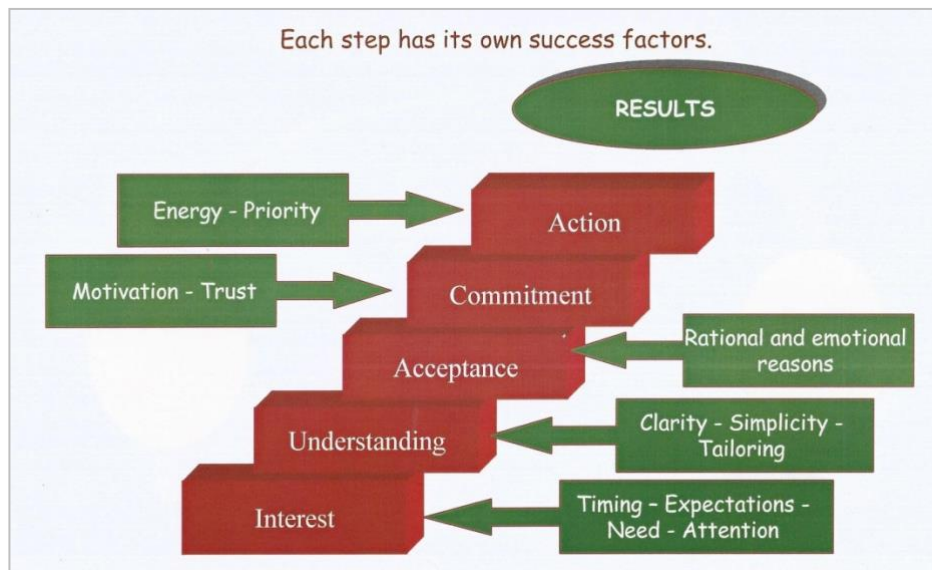 Each step has its own success factors.
RESULTS
Energy - Priority
Action
Motivation - Trust
Commitment
Rational and emotional
reasons
Acceptance
Clarity - Simplicity -
Tailoring
Understanding
Timing – Expectations -
Need - Attention
Interest